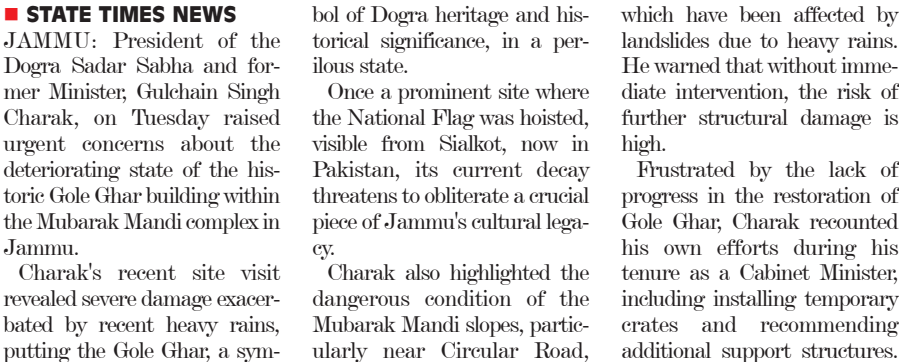 STATE TIMES NEWS
JAMMU: President of the
Dogra Sadar Sabha and for-
mer Minister, Gulchain Singh
Charak, on Tuesday raised
urgent concerns about the
deteriorating state of the his-
toric Gole Ghar building within
the Mubarak Mandi complex in
Jammu.
Charak's recent site visit
revealed severe damage exacer-
bated by recent heavy rains,
putting the Gole Ghar, a sym-
bol of Dogra heritage and his-
torical significance, in a per-
ilous state.
Once a prominent site where
the National Flag was hoisted,
visible from Sialkot, now in
Pakistan, its current decay
threatens to obliterate a crucial
piece of Jammu's cultural lega-
cy.
Charak also highlighted the
dangerous condition of the
Mubarak Mandi slopes, partic-
ularly near Circular Road,
which have been affected by
landslides due to heavy rains.
He warned that without imme-
diate intervention, the risk of
further structural damage is
high.
Frustrated by the lack of
progress in the restoration of
Gole Ghar, Charak recounted
his own efforts during his
tenure as a Cabinet Minister,
including installing temporary
crates and recommending
additional support structures.